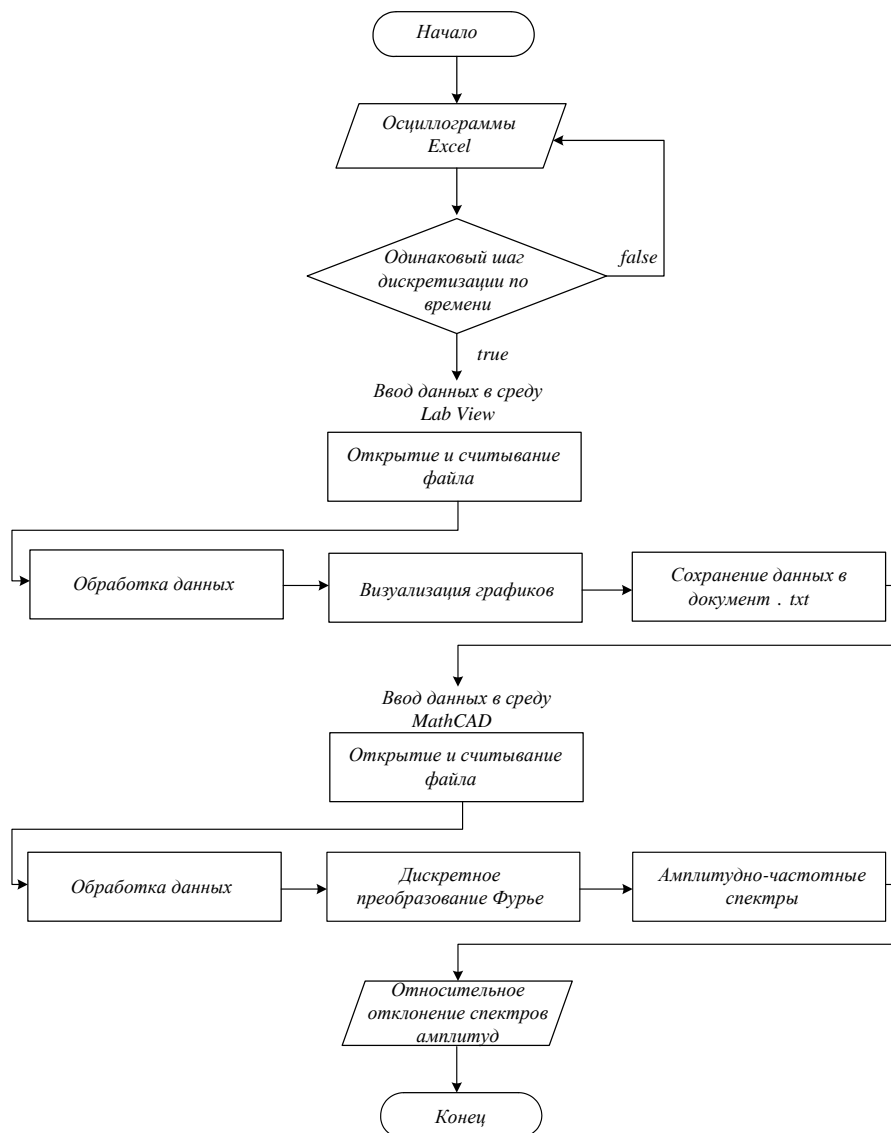 Начало
Осциллограммы
Excel
Одинаковый шаг
дискретизации по
времени
false
true
Ввод данных в среду
Lab View
Открытие и считывание
файла
Обработка данных
Визуализация графиков
Сохранение данных в
документ . txt
Ввод данных в среду
MathCAD
Открытие и считывание
файла
Обработка данных
Дискретное
преобразование Фурье
Амплитудно-частотные
спектры
Относительное
отклонение спектров
амплитуд
Конец